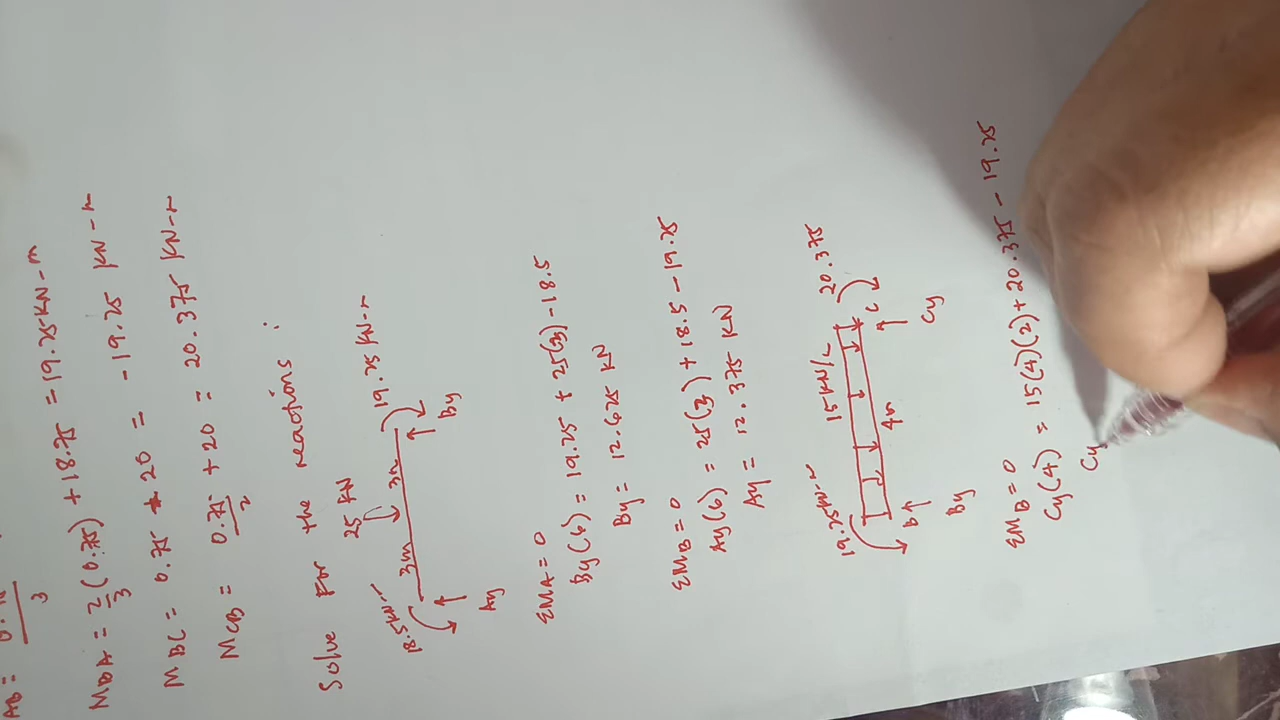 MBA = 2(0.75)/3 + 18.75 = 19.25 KN-m
MBC = 0.75 - 20 = -19.25 KN-m
MCB = 0.75/2 + 20 = 20.375 KN-m
Solve for the reactions :
25 KN
18.5 KN-m 3m 3m 19.25 KN-m
Ay By
ΣMA = 0
By(6) = 19.25 + 25(3) - 18.5
By = 12.625 KN
ΣMB = 0
Ay(6) = 25(3) + 18.5 - 19.25
Ay = 12.375 KN
19.25 KN-m 15 KN/m 20.375
B 4m C
By Cy
ΣMB = 0
Cy(4) = 15(4)(2) + 20.375 - 19.25
Cy